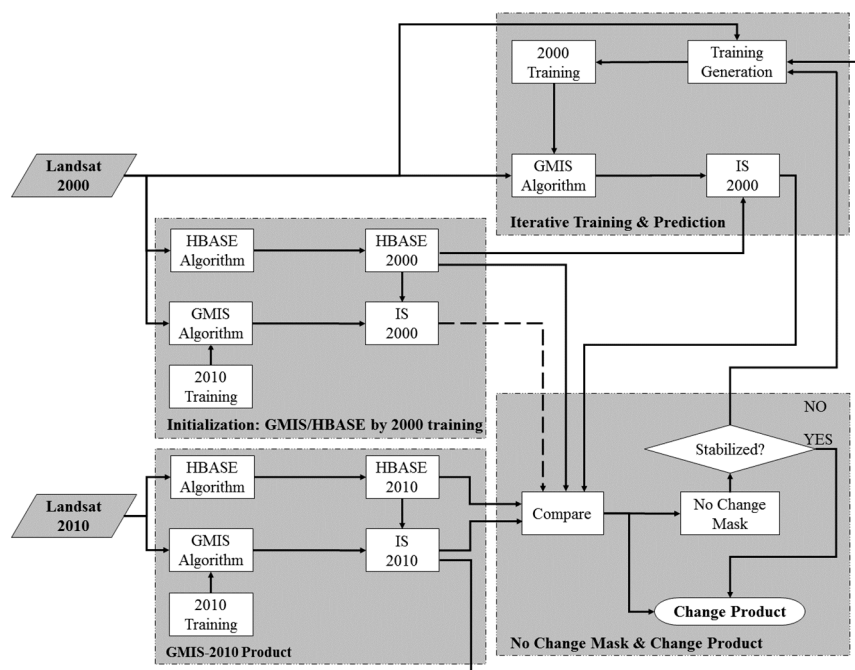 2000
Training
Training
Generation
Landsat
2000
GMIS
Algorithm
IS
2000
Iterative Training & Prediction
HBASE
Algorithm
HBASE
2000
GMIS
Algorithm
IS
2000
2010
Training
Initialization: GMIS/HBASE by 2000 training
NO
Stabilized?
YES
Landsat
2010
HBASE
Algorithm
HBASE
2010
Compare
No Change
Mask
GMIS
Algorithm
IS
2010
2010
Training
Change Product
GMIS-2010 Product
No Change Mask & Change Product